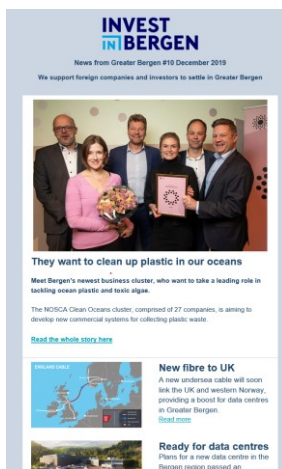 INVEST
IN BERGEN
News from Greater Bergen #10 December 2019
We support foreign companies and investors to settle in Greater Bergen
They want to clean up plastic in our oceans
Meet Bergen's newest business cluster, who want to take a leading role in
tackling ocean plastic and toxic algae.
The NOSCA Clean Oceans cluster, comprised of 27 companies, is aiming to
develop new commercial systems for collecting plastic waste.
Read the whole story here
ENGLAND CABLE
New fibre to UK
A new undersea cable will soon
link the UK and western Norway,
providing a boost for data centres
in Greater Bergen.
Read more
Ready for data centres
Plans for a new data centre in the
Bergen region passed an